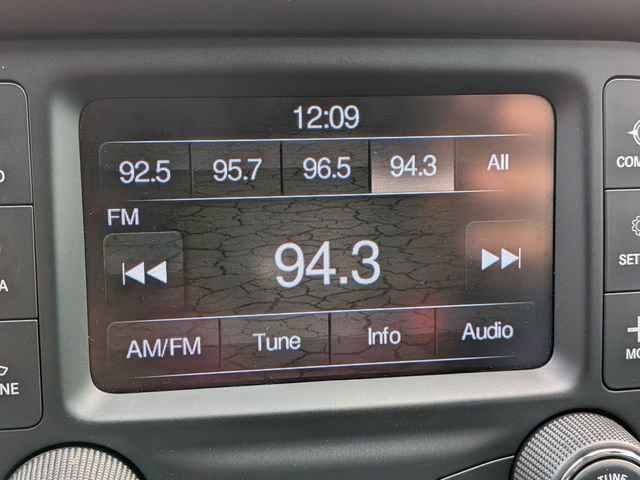 12:09
92.5 95.7 96.5 94.3 All
FM
94.3
AM/FM Tune Info Audio
TUNE